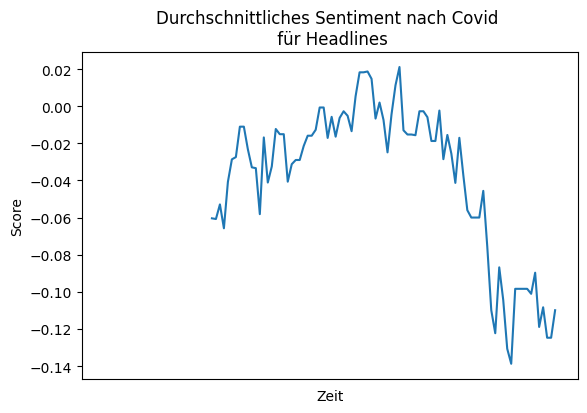 Durchschnittliches Sentiment nach Covid
für Headlines
0.02
0.00
−0.02
−0.04
−0.06
−0.08
−0.10
−0.12
−0.14
Score
Zeit